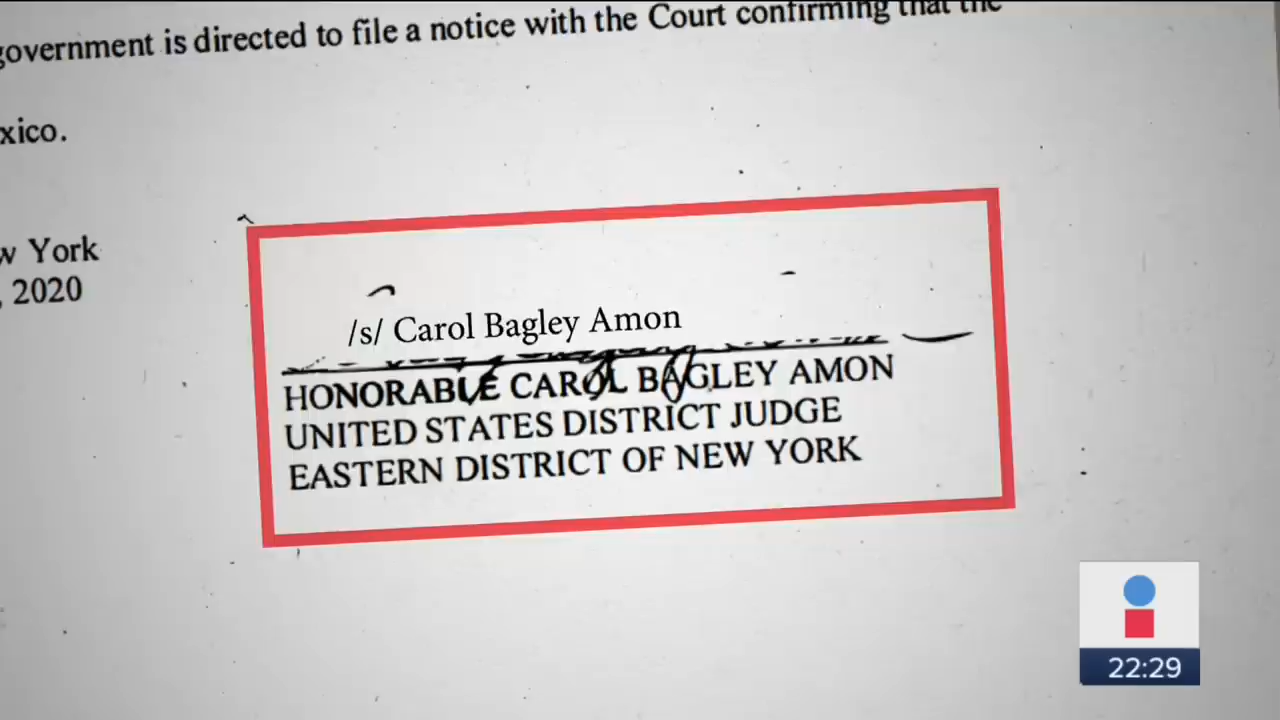 government is directed to file a notice with the Court confirming that the
xico.
w York
, 2020
/s/ Carol Bagley Amon
HONORABLE CAROL BAGLEY AMON
UNITED STATES DISTRICT JUDGE
EASTERN DISTRICT OF NEW YORK
22:29